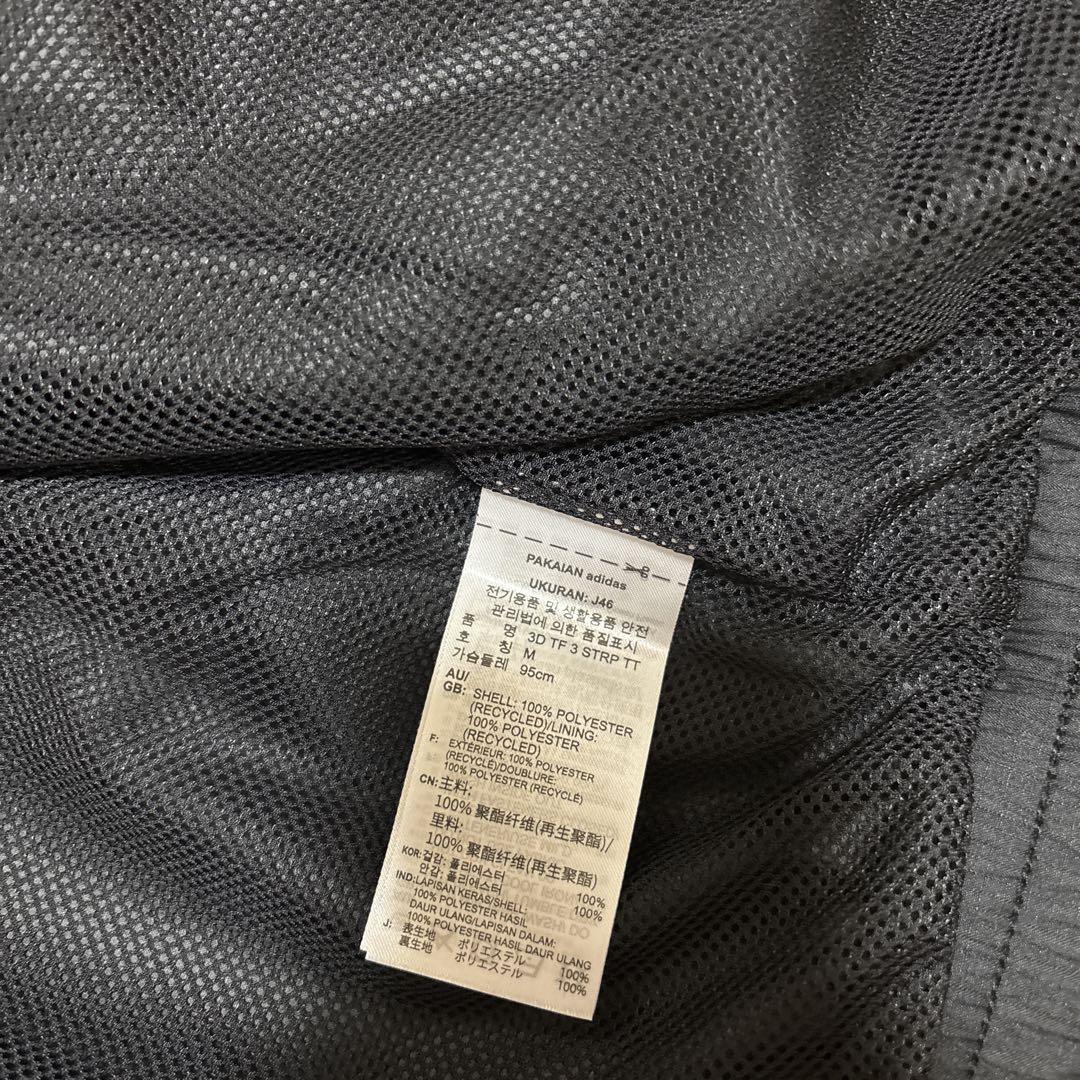 PAKAIAN adidas
UKURAN: J46
전기용품 및 생활용품 안전
관리법에 의한 품질표시
품 명 3D TF 3 STRP TT
호 칭 M
가슴둘레 95cm
AU/
GB: SHELL: 100% POLYESTER
(RECYCLED)/LINING:
100% POLYESTER
(RECYCLED)
F: EXTÉRIEUR: 100% POLYESTER
(RECYCLÉ)/DOUBLURE:
100% POLYESTER (RECYCLÉ)
CN: 主料:
100% 聚酯纤维(再生聚酯)/
里料:
100% 聚酯纤维(再生聚酯)
KOR: 겉감: 폴리에스터 100%
안감: 폴리에스터 100%
IND: LAPISAN KERAS/SHELL:
100% POLYESTER HASIL
DAUR ULANG/LAPISAN DALAM:
100% POLYESTER HASIL DAUR ULANG
J: 表生地 ポリエステル 100%
裏生地 ポリエステル 100%